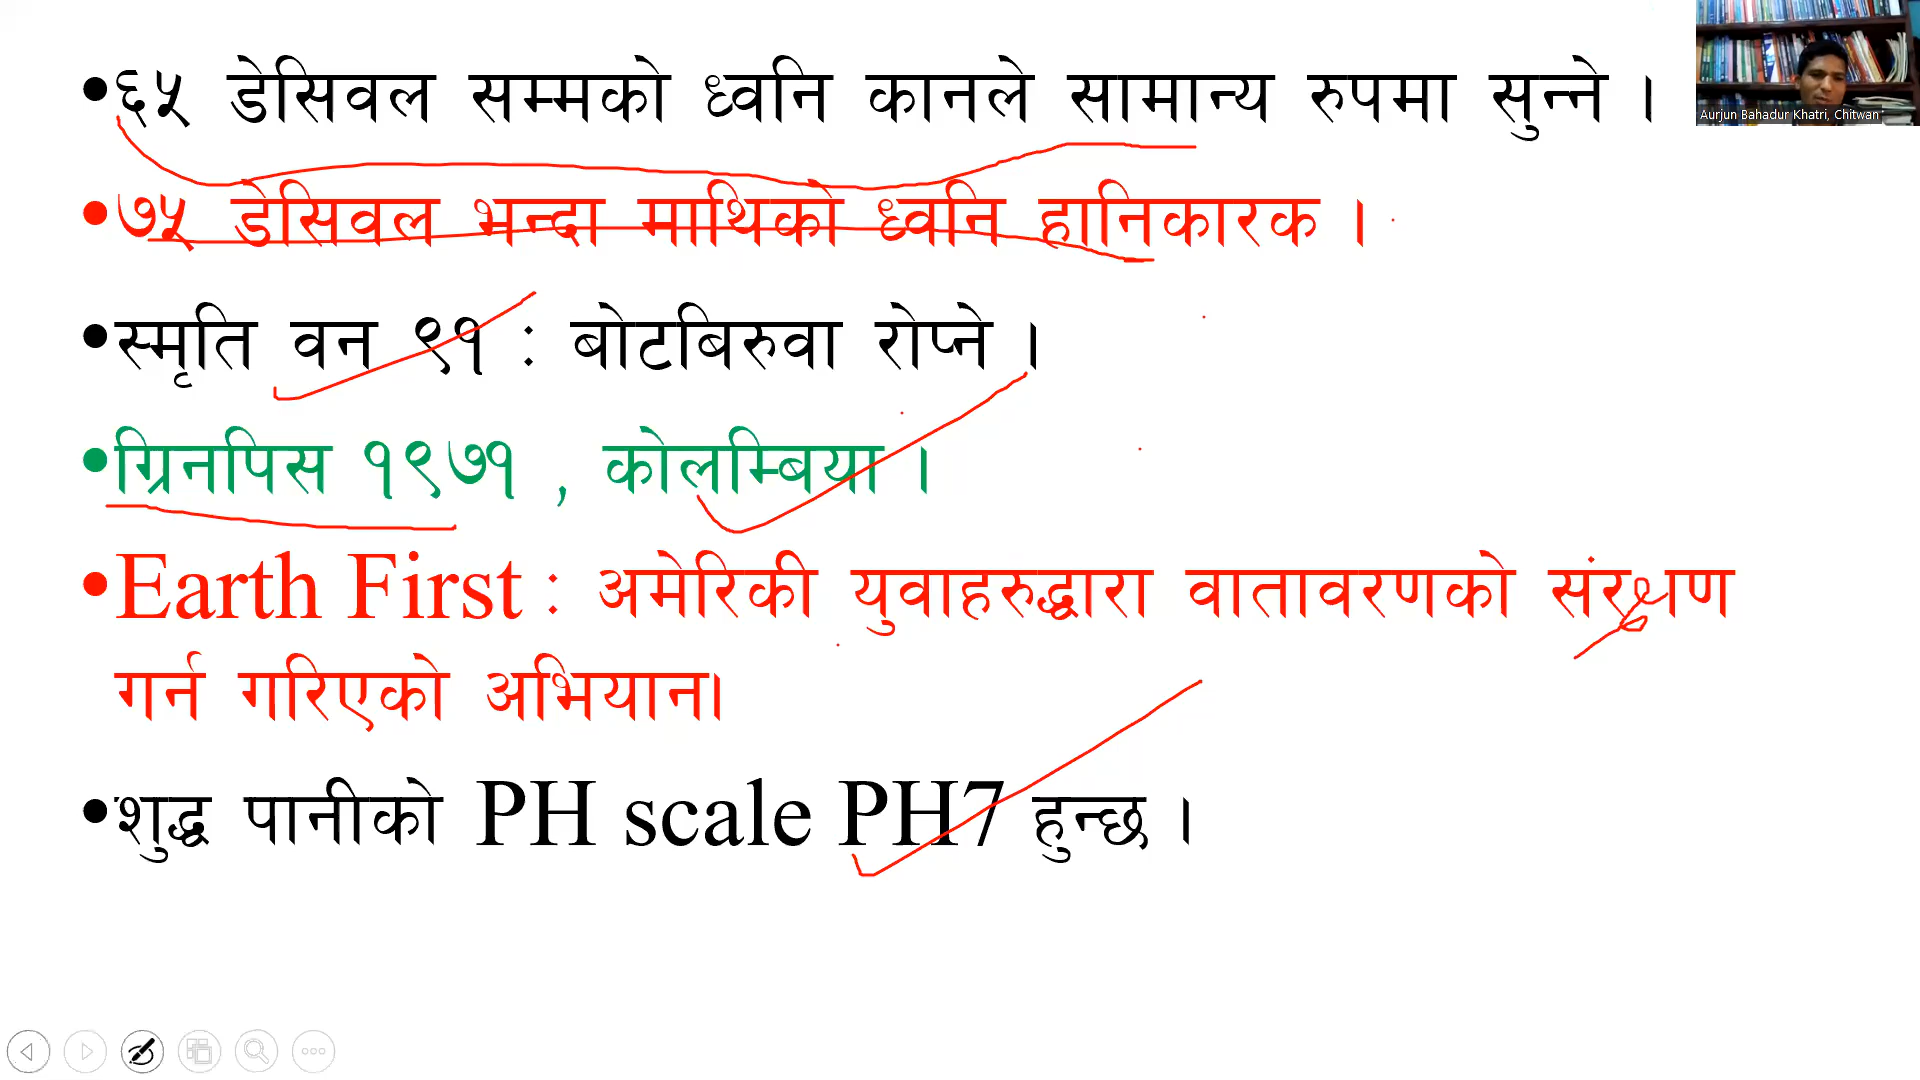 •६५ डेसिवल सम्मको ध्वनि कानले सामान्य रुपमा सुन्ने ।
Aurjun Bahadur Khatri, Chitwan
•७५ डेसिवल भन्दा माथिको ध्वनि हानिकारक ।
•स्मृति वन ९१ : बोटबिरुवा रोप्ने ।
•ग्रिनपिस १९७१ , कोलम्बिया ।
•Earth First : अमेरिकी युवाहरुद्धारा वातावरणको संरक्षण
गर्न गरिएको अभियान।
•शुद्ध पानीको PH scale PH7 हुन्छ ।